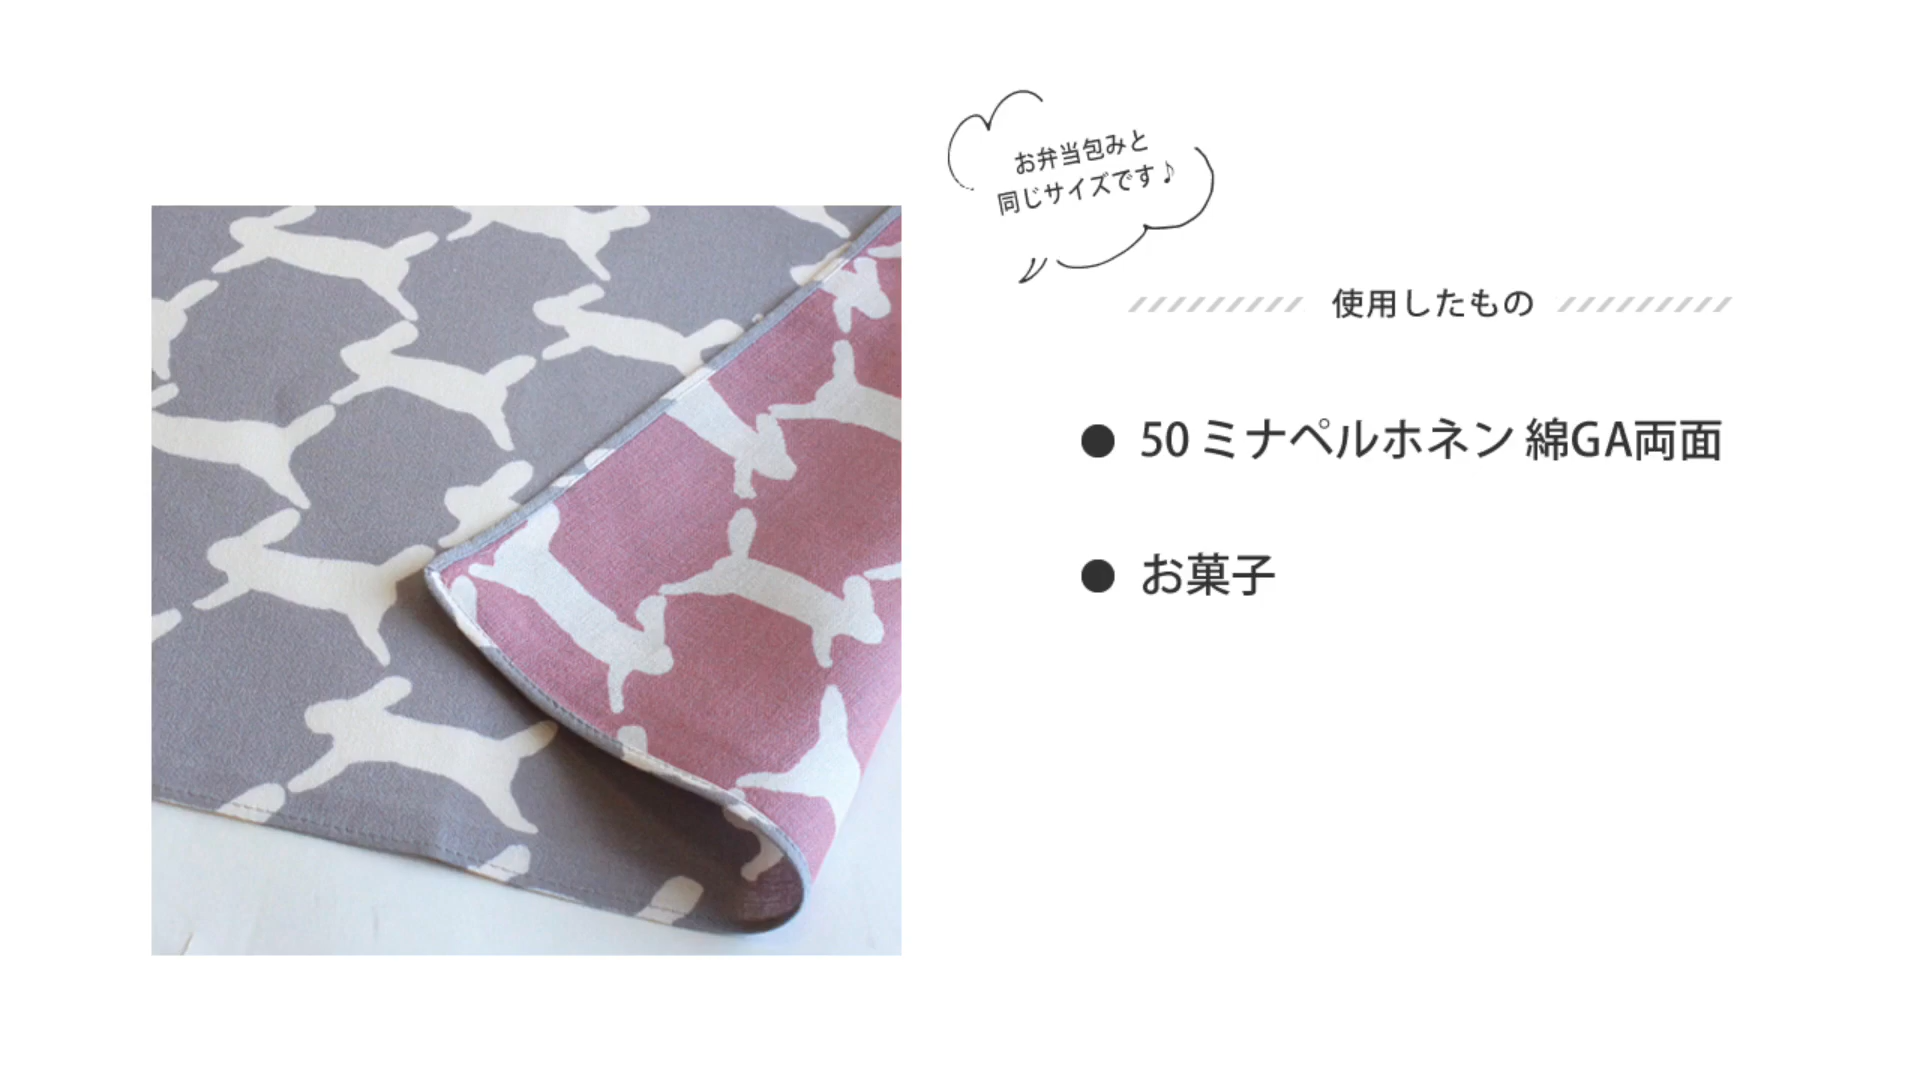 お弁当包みと
同じサイズです♪
使用したもの
● 50 ミナペルホネン 綿GA両面
● お菓子